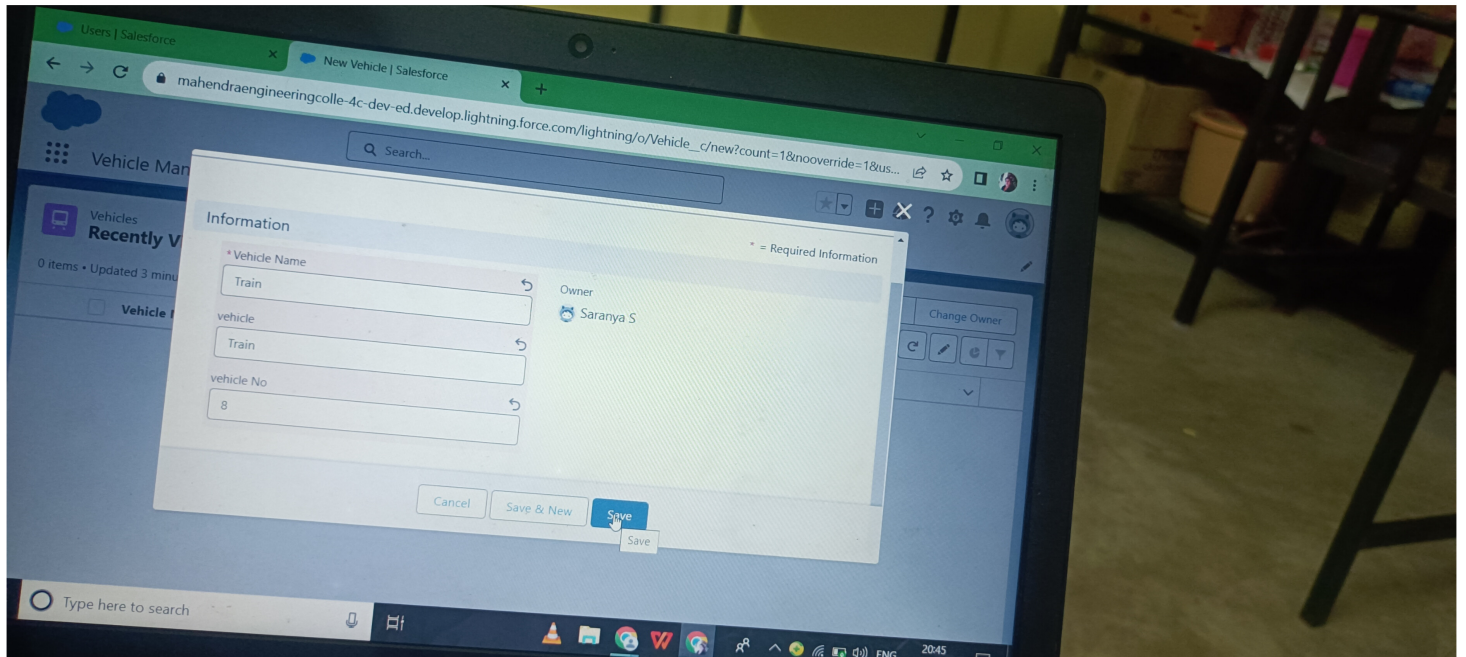 Users | Salesforce
New Vehicle | Salesforce
mahendraengineeringcolle-4c-dev-ed.develop.lightning.force.com/lightning/o/Vehicle__c/new?count=1&nooverride=1&us...
Search...
Vehicle Man
Vehicles
Recently V
0 items • Updated 3 minu
Vehicle
Change Owner
Information
* = Required Information
* Vehicle Name
Train
Owner
Saranya S
vehicle
Train
vehicle No
8
Cancel
Save & New
Save
Save
Type here to search
ENG
20:45